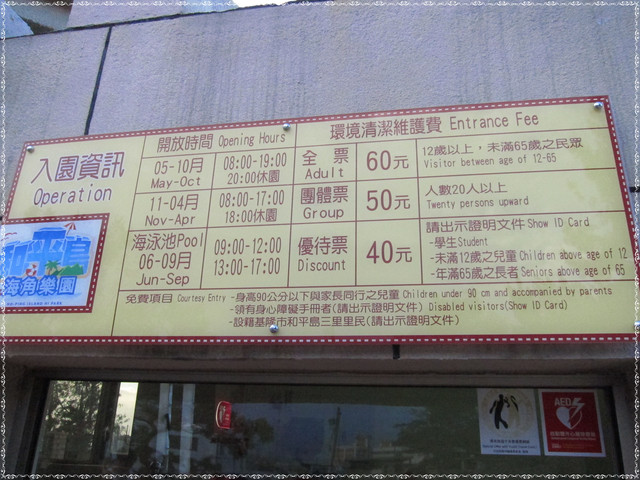 入園資訊
Operation
和平島
海角樂園
開放時間 Opening Hours
05-10月
May-Oct
08:00-19:00
20:00休園
11-04月
Nov-Apr
08:00-17:00
18:00休園
海泳池Pool
06-09月
Jun-Sep
09:00-12:00
13:00-17:00
環境清潔維護費 Entrance Fee
全票
Adult
60元
12歲以上，未滿65歲之民眾
Visitor between age of 12-65
團體票
Group
50元
人數20人以上
Twenty persons upward
優待票
Discount
40元
請出示證明文件 Show ID Card
-學生Student
-未滿12歲之兒童 Children above age of 12
-年滿65歲之長者 Seniors above age of 65
免費項目 Courtesy Entry -身高90公分以下與家長同行之兒童 Children under 90 cm and accompanied by parents
-領有身心障礙手冊者(請出示證明文件) Disabled visitors(Show ID Card)
-設籍基隆市和平島三里里民(請出示證明文件)
AED